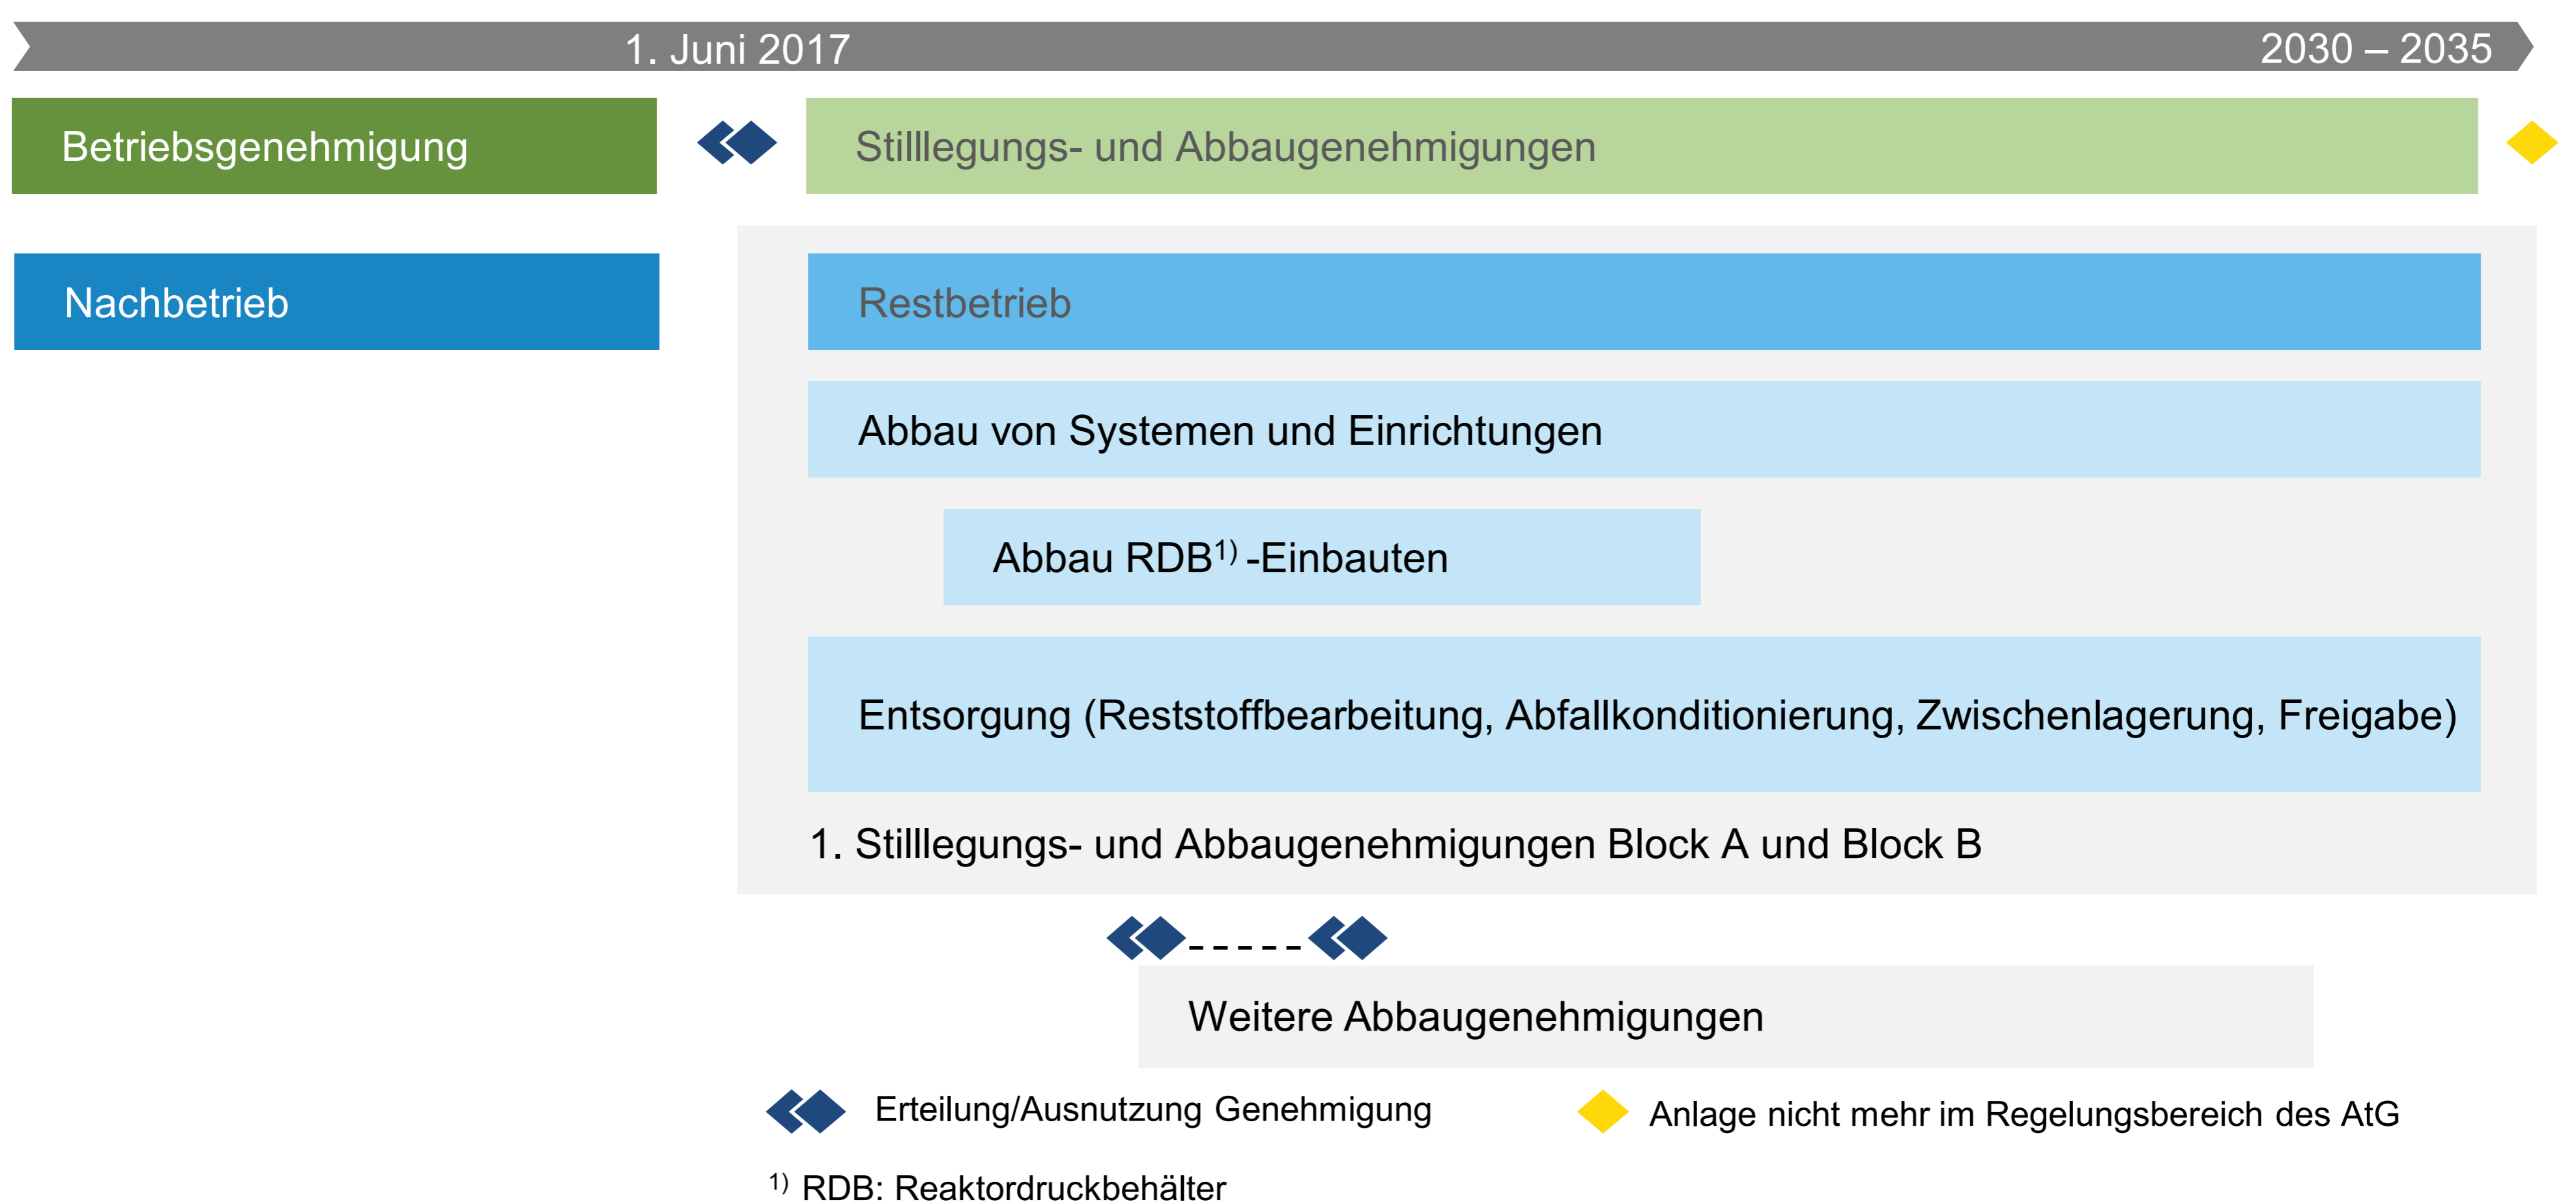 1. Juni 2017
2030 – 2035
Betriebsgenehmigung
Stilllegungs- und Abbaugenehmigungen
Nachbetrieb
Restbetrieb
Abbau von Systemen und Einrichtungen
Abbau RDB¹⁾ -Einbauten
Entsorgung (Reststoffbearbeitung, Abfallkonditionierung, Zwischenlagerung, Freigabe)
1. Stilllegungs- und Abbaugenehmigungen Block A und Block B
Weitere Abbaugenehmigungen
Erteilung/Ausnutzung Genehmigung
Anlage nicht mehr im Regelungsbereich des AtG
¹⁾ RDB: Reaktordruckbehälter